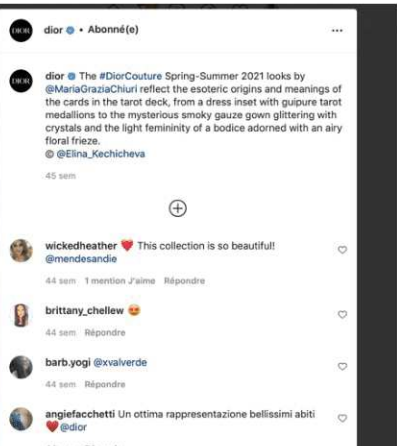 DIOR
dior • Abonné(e)
...
DIOR
dior The #DiorCouture Spring-Summer 2021 looks by
@MariaGraziaChiuri reflect the esoteric origins and meanings of
the cards in the tarot deck, from a dress inset with guipure tarot
medallions to the mysterious smoky gauze gown glittering with
crystals and the light femininity of a bodice adorned with an airy
floral frieze.
© @Elina_Kechicheva
45 sem
wickedheather ❤️ This collection is so beautiful!
@mendesandie
44 sem 1 mention J'aime Répondre
brittany_chellew 😍
44 sem Répondre
barb.yogi @xvalverde
44 sem Répondre
angiefacchetti Un ottima rappresentazione bellissimi abiti
❤️@dior